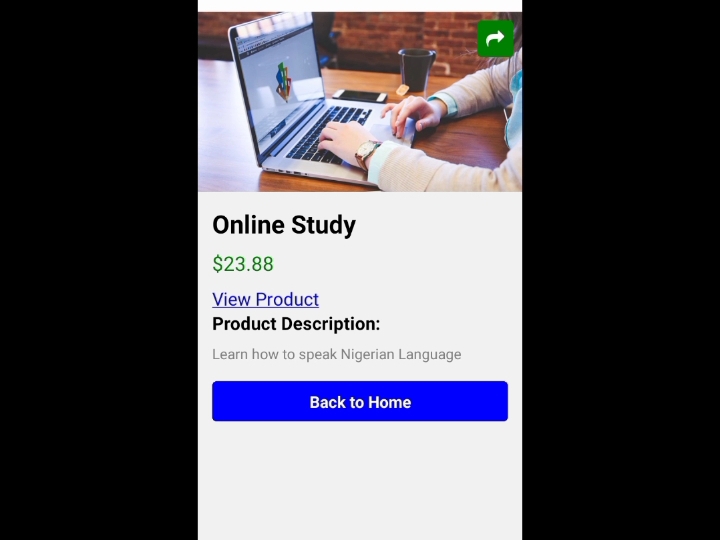 Online Study
$23.88
View Product
Product Description:
Learn how to speak Nigerian Language
Back to Home